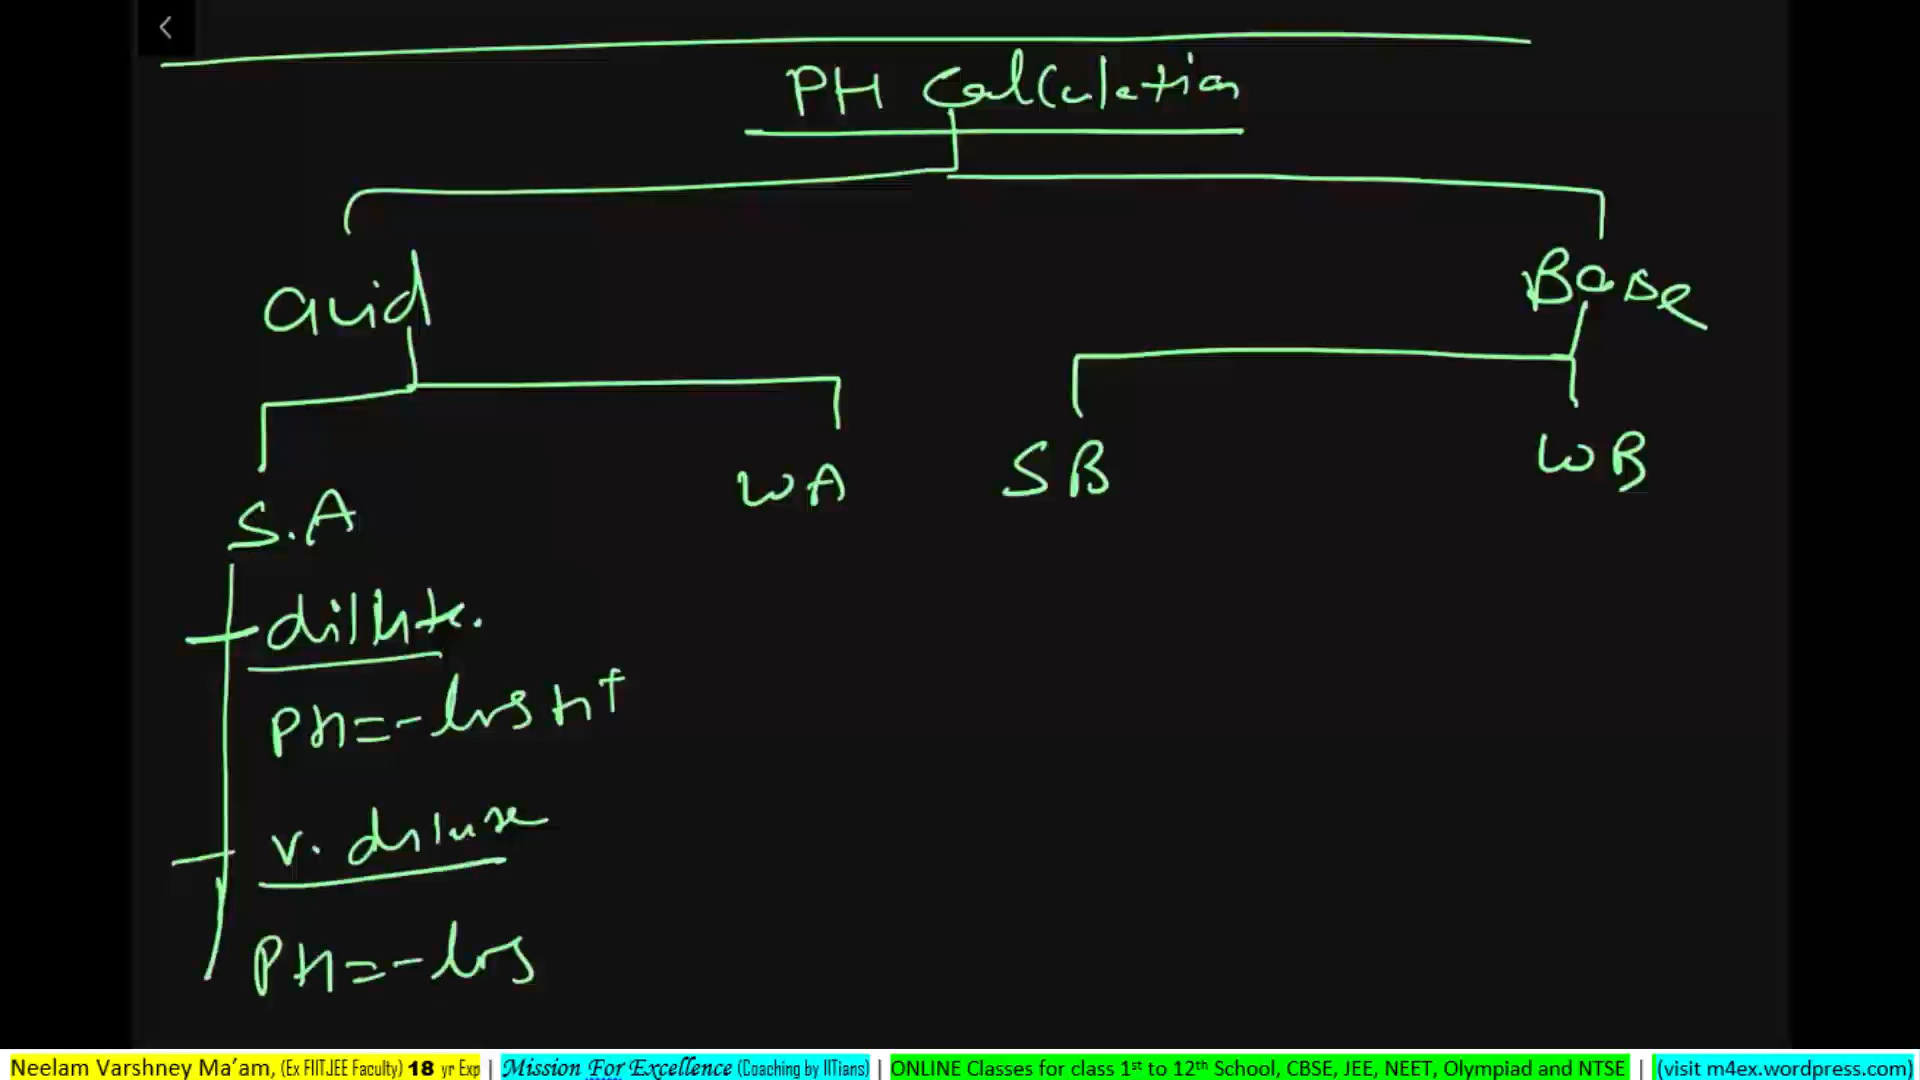 PH Calculation
acid
Base
S.A
WA
SB
WB
dilute.
PH=-log H+
v. dilute
PH=-log
Neelam Varshney Ma'am, (Ex FIITJEE Faculty) 18 yr Exp | Mission For Excellence (Coaching by IITians) | ONLINE Classes for class 1st to 12th School, CBSE, JEE, NEET, Olympiad and NTSE | (visit m4ex.wordpress.com)